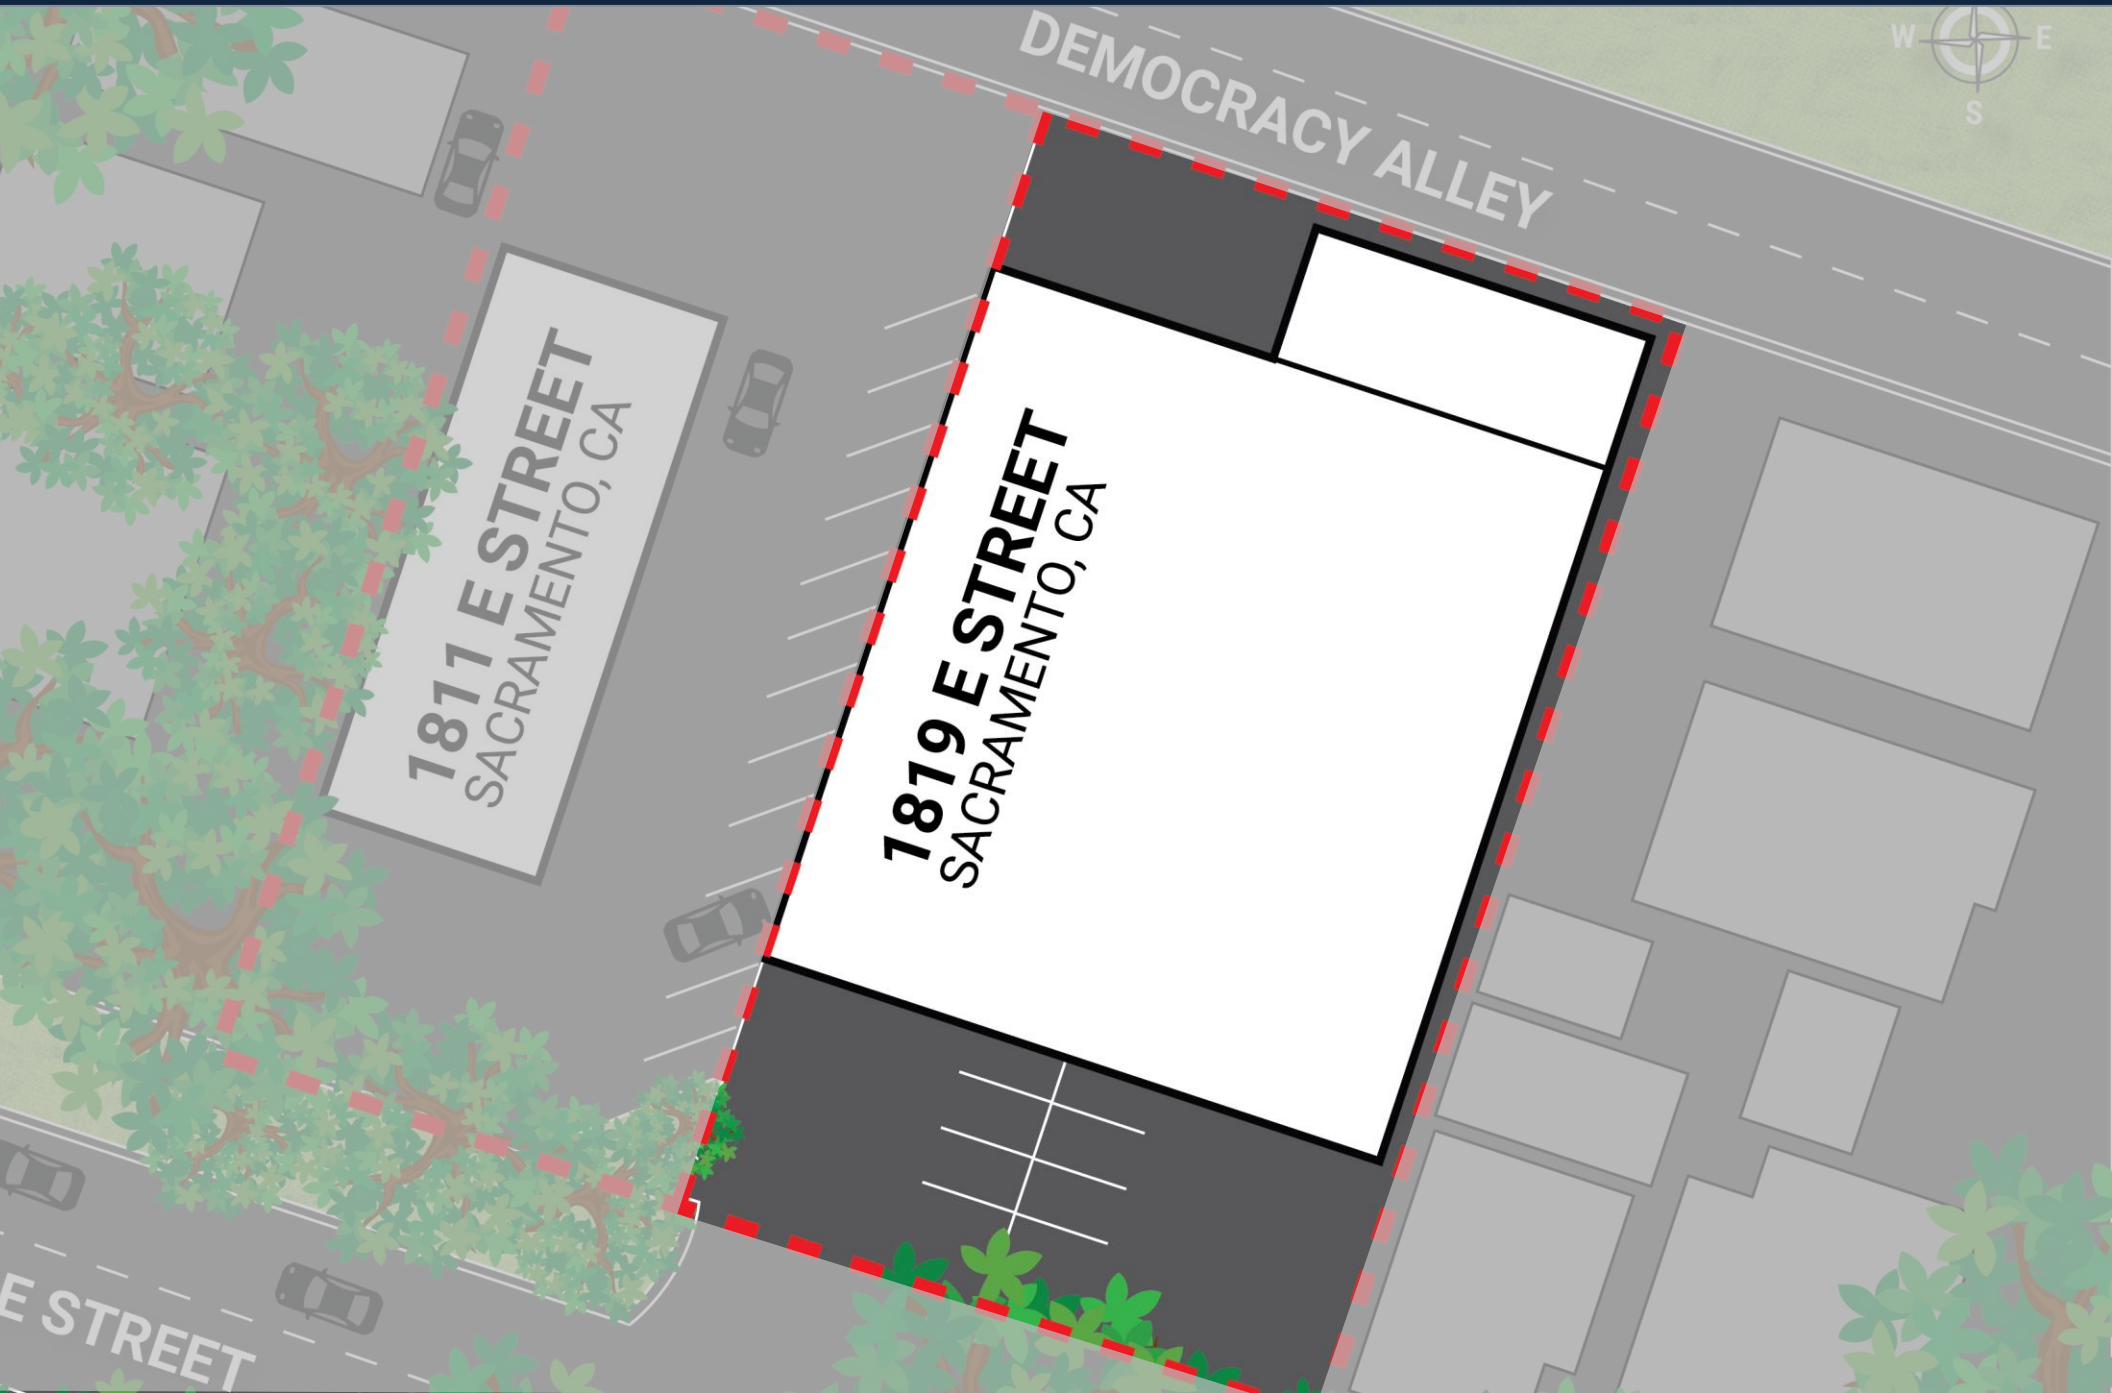 DEMOCRACY ALLEY
W
E
S
1811 E STREET
SACRAMENTO, CA
1819 E STREET
SACRAMENTO, CA
E STREET